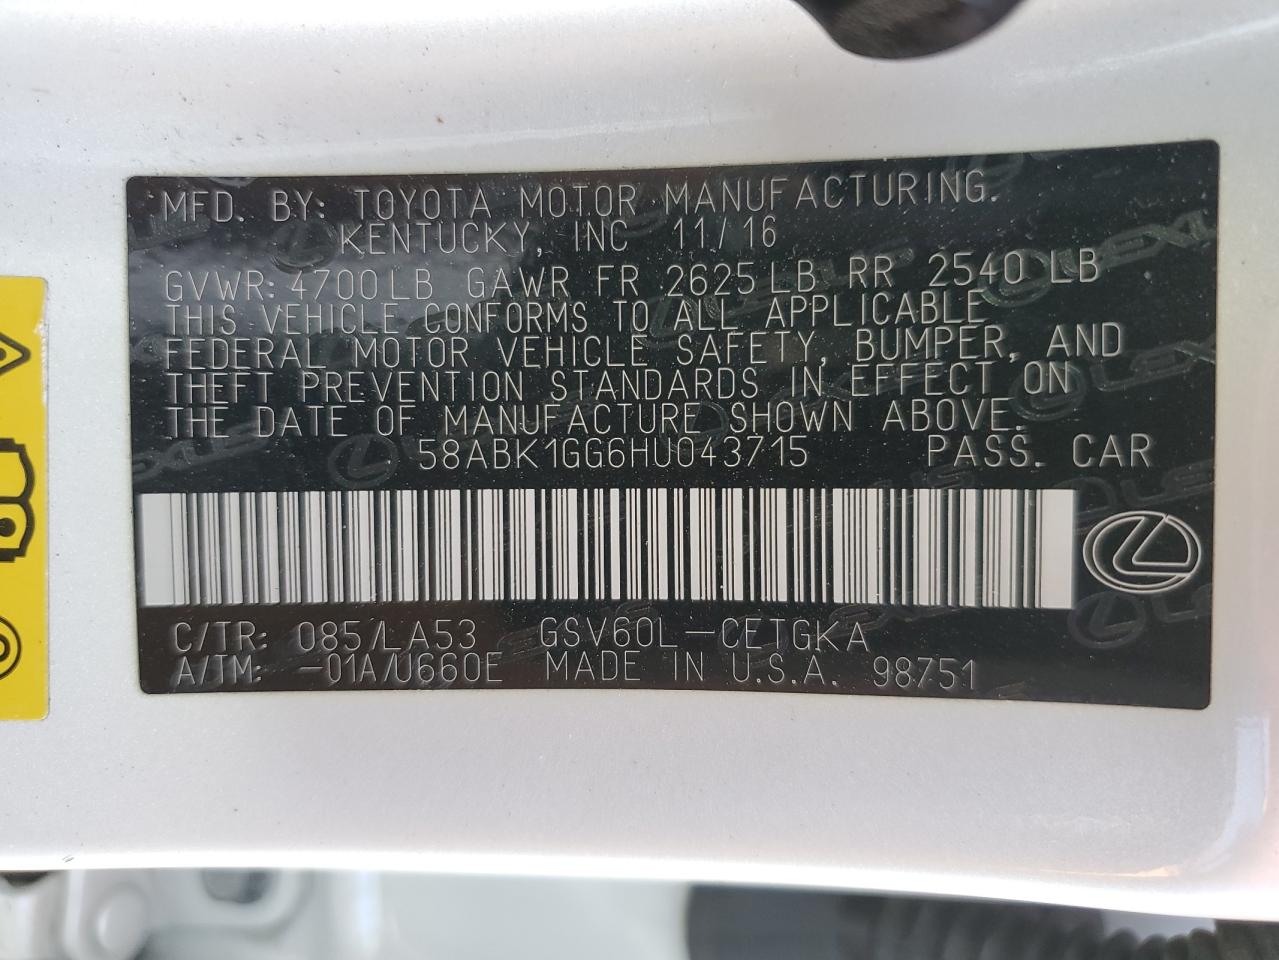 MFD. BY: TOYOTA MOTOR MANUFACTURING.
KENTUCKY, INC 11/16
GVWR: 4700LB GAWR FR 2625LB RR 2540LB
THIS VEHICLE CONFORMS TO ALL APPLICABLE
FEDERAL MOTOR VEHICLE SAFETY, BUMPER, AND
THEFT PREVENTION STANDARDS IN EFFECT ON
THE DATE OF MANUFACTURE SHOWN ABOVE.
58ABK1GG6HU043715 PASS. CAR
C/TR: 085/LA53 GSV60L-CETGKA
A/TM: -01A/U660E MADE IN U.S.A. 98751